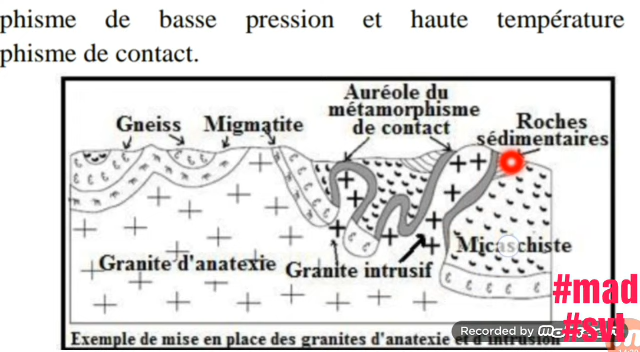 phisme de basse pression et haute température
phisme de contact.
Auréole du
métamorphisme
de contact
Gneiss Migmatite
Roches
sédimentaires
Micaschiste
Granite d'anatexie
Granite intrusif
#mad
Recorded by
#svt
Exemple de mise en place des granites d'anatexie et d'intrusion